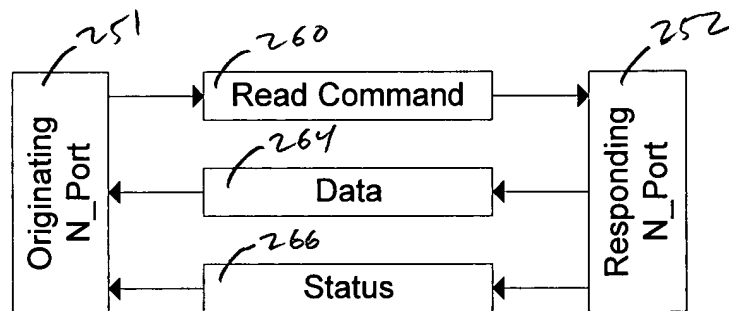 251
260
252
Read Command
264
Data
266
Status
Originating
N_Port
Responding
N_Port